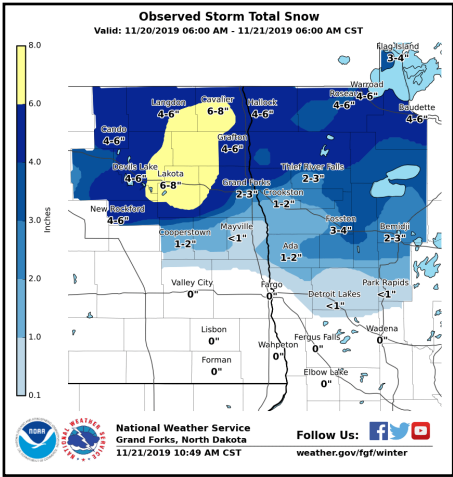 Observed Storm Total Snow
Valid: 11/20/2019 06:00 AM - 11/21/2019 06:00 AM CST
8.0
6.0
4.0
3.0
2.0
1.0
0.1
Inches
Flag Island
3-4"
Warroad
4-6"
Roseau
4-6"
Baudette
4-6"
Langdon
4-6"
Cavalier
6-8"
Hallock
4-6"
Cando
4-6"
Grafton
4-6"
Devils Lake
4-6"
Lakota
6-8"
Thief River Falls
2-3"
Grand Forks
2-3"
Crookston
1-2"
New Rockford
4-6"
Cooperstown
1-2"
Mayville
<1"
Fosston
3-4"
Bemidji
2-3"
Ada
1-2"
Valley City
0"
Fargo
0"
Detroit Lakes
<1"
Park Rapids
<1"
Lisbon
0"
Wahpeton
0"
Fergus Falls
0"
Wadena
0"
Forman
0"
Elbow Lake
0"
NOAA
NATIONAL WEATHER SERVICE
National Weather Service
Grand Forks, North Dakota
11/21/2019 10:49 AM CST
Follow Us:
weather.gov/fgf/winter